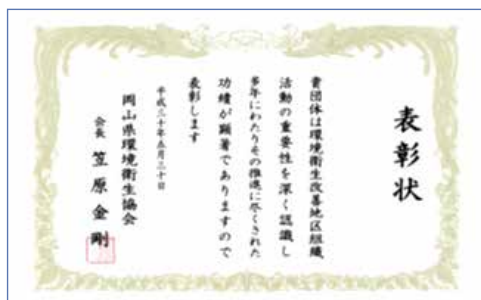 表彰状
貴団体は環境衛生改善地区組織
活動の重要性を深く認識し
多年にわたりその推進に尽くされた
功績が顕著でありますので
表彰します
平成三十年五月三十日
岡山県環境衛生協会
会長 笠原金剛